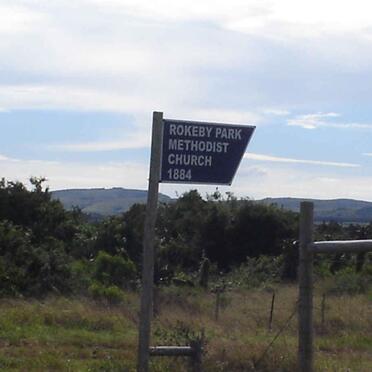 ROKEBY PARK
METHODIST
CHURCH
1884